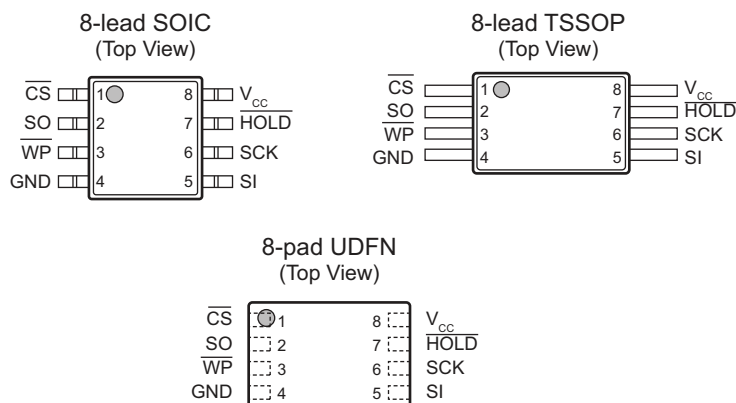 8-lead SOIC
(Top View)
CS 1 8 VCC
SO 2 7 HOLD
WP 3 6 SCK
GND 4 5 SI
8-lead TSSOP
(Top View)
CS 1 8 VCC
SO 2 7 HOLD
WP 3 6 SCK
GND 4 5 SI
8-pad UDFN
(Top View)
CS 1 8 VCC
SO 2 7 HOLD
WP 3 6 SCK
GND 4 5 SI